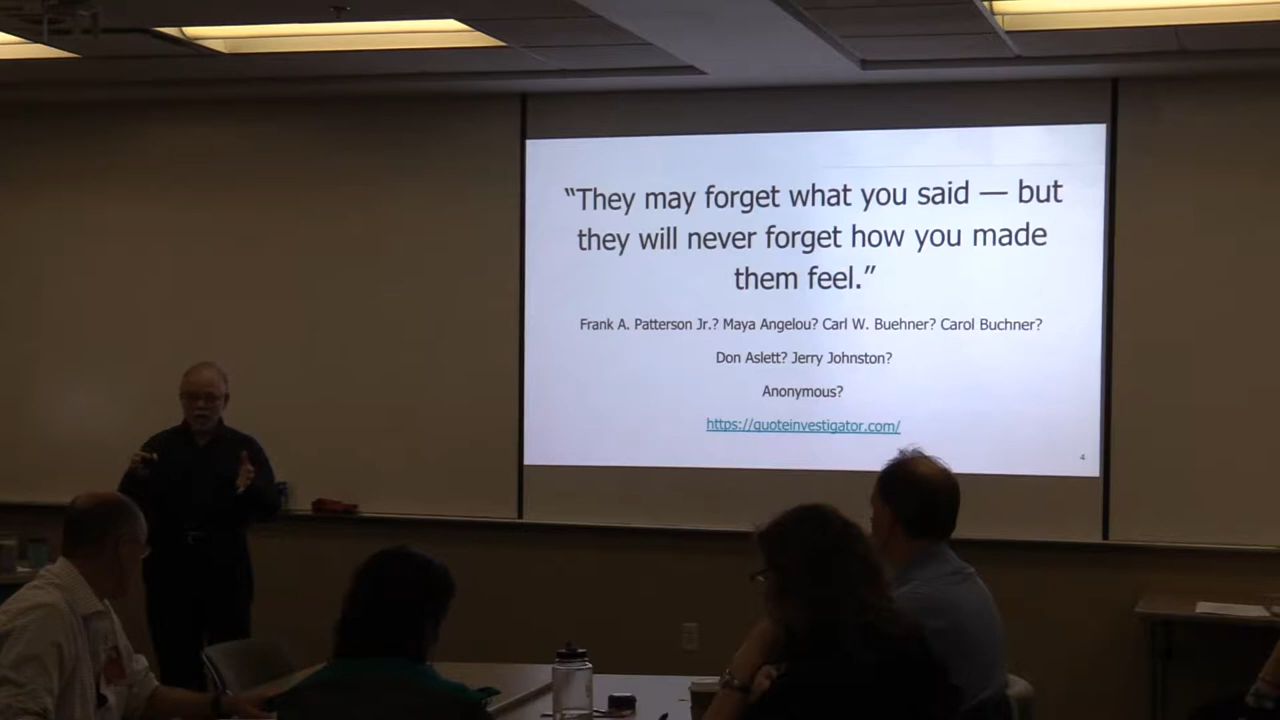 “They may forget what you said — but
they will never forget how you made
them feel.”
Frank A. Patterson Jr.? Maya Angelou? Carl W. Buehner? Carol Buchner?
Don Aslett? Jerry Johnston?
Anonymous?
https://quoteinvestigator.com/
4